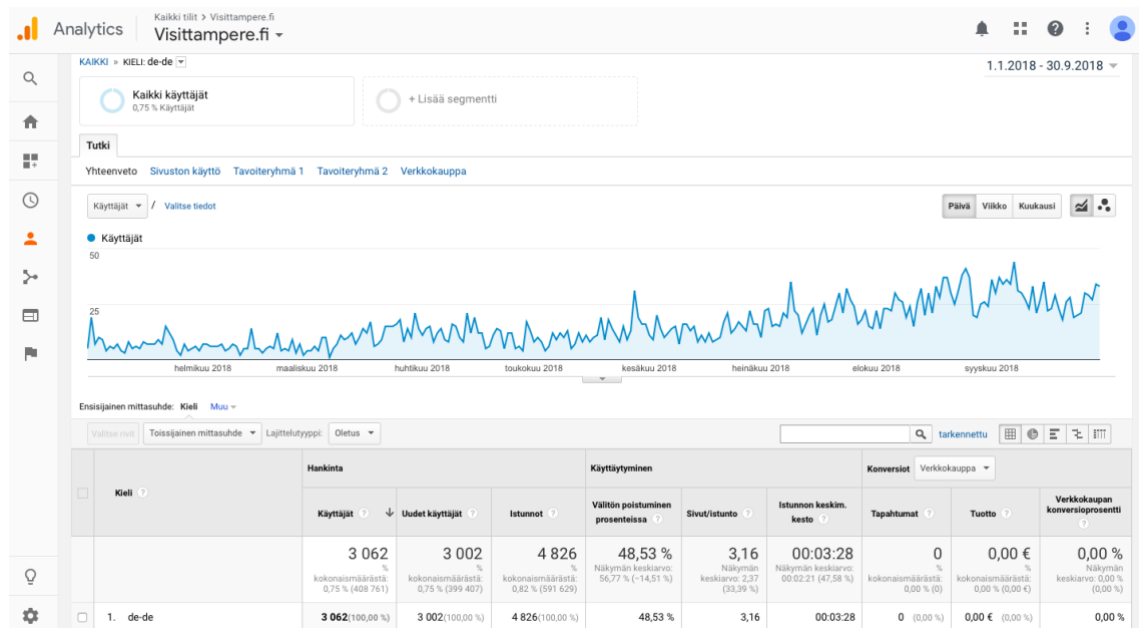 Analytics
Kaikki tilit > Visittampere.fi
Visittampere.fi
KAIKKI » KIELI: de-de
1.1.2018 - 30.9.2018
Kaikki käyttäjät
0,75 % Käyttäjät
+ Lisää segmentti
Tutki
Yhteenveto Sivuston käyttö Tavoiteryhmä 1 Tavoiteryhmä 2 Verkkokauppa
Käyttäjät / Valitse tiedot
Päivä Viikko Kuukausi
Käyttäjät
50
25
helmikuu 2018 maaliskuu 2018 huhtikuu 2018 toukokuu 2018 kesäkuu 2018 heinäkuu 2018 elokuu 2018 syyskuu 2018
Ensisijainen mittasuhde: Kieli Muu
Valitse rivit Toissijainen mittasuhde Lajittelutyyppi: Oletus tarkennettu
Hankinta Käyttäytyminen Konversiot Verkkokauppa
Kieli ?
Käyttäjät ? Uudet käyttäjät ? Istunnot ? Välitön poistuminen prosenteissa ? Sivut/istunto ? Istunnon keskim. kesto ? Tapahtumat ? Tuotto ? Verkkokaupan konversioprosentti ?
3 062 3 002 4 826 48,53 % 3,16 00:03:28 0 0,00 € 0,00 %
% kokonaismäärästä: 0,75 % (408 761)
% kokonaismäärästä: 0,75 % (399 407)
% kokonaismäärästä: 0,82 % (591 629)
Näkymän keskiarvo: 56,77 % (−14,51 %)
Näkymän keskiarvo: 2,37 (33,39 %)
Näkymän keskiarvo: 00:02:21 (47,58 %)
% kokonaismäärästä: 0,00 % (0)
% kokonaismäärästä: 0,00 % (0,00 €)
Näkymän keskiarvo: 0,00 % (0,00 %)
1. de-de 3 062(100,00 %) 3 002(100,00 %) 4 826(100,00 %) 48,53 % 3,16 00:03:28 0 (0,00 %) 0,00 € (0,00 %) 0,00 %